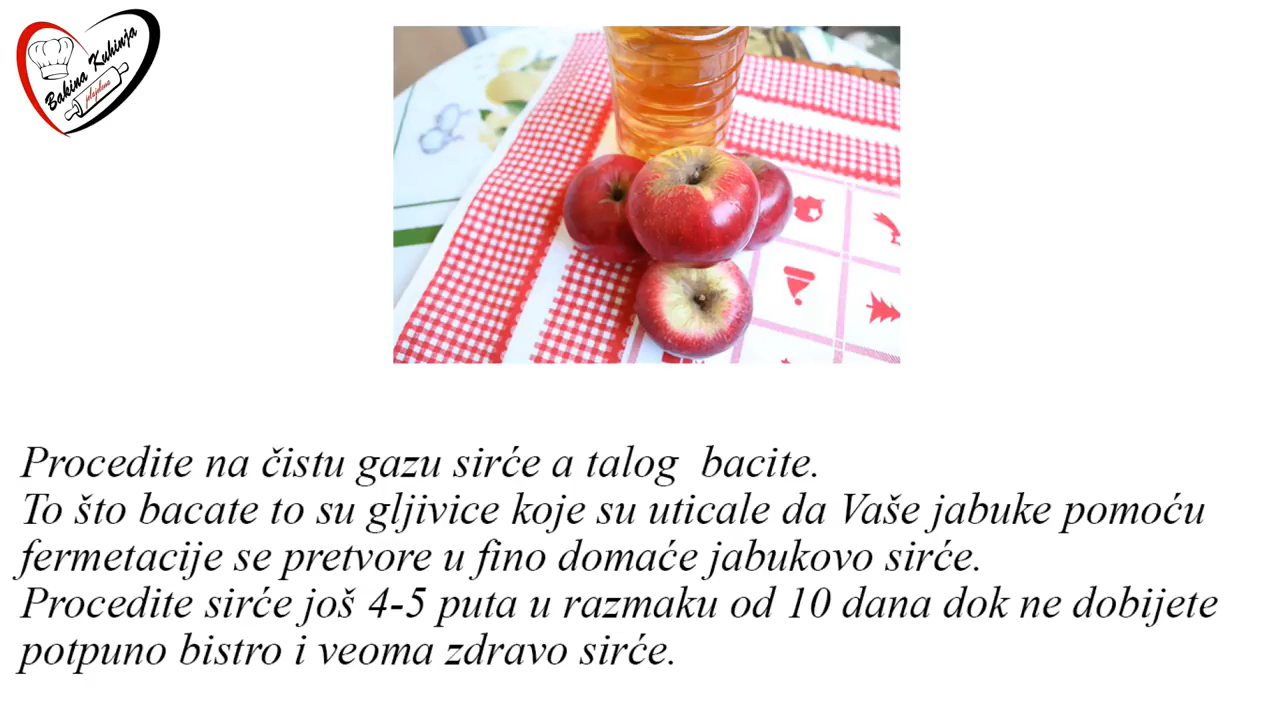 Bakina Kuhinja
jelajelena
Procedite na čistu gazu sirće a talog  bacite.
To što bacate to su gljivice koje su uticale da Vaše jabuke pomoću
fermetacije se pretvore u fino domaće jabukovo sirće.
Procedite sirće još 4-5 puta u razmaku od 10 dana dok ne dobijete
potpuno bistro i veoma zdravo sirće.